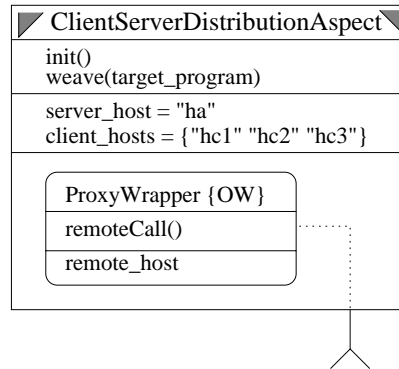 ClientServerDistributionAspect
init()
weave(target_program)
server_host = "ha"
client_hosts = {"hc1" "hc2" "hc3"}
ProxyWrapper {OW}
remoteCall()
remote_host